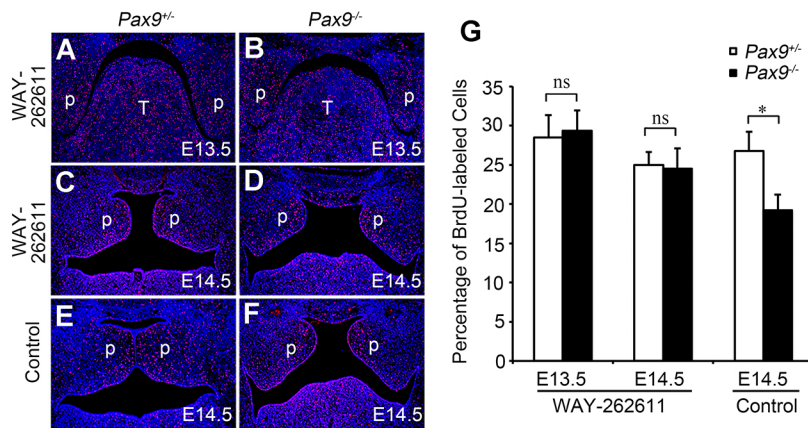 Pax9+/-
Pax9-/-
WAY-262611
A
p
T
p
E13.5
B
p
T
p
E13.5
WAY-262611
C
p
p
E14.5
D
p
p
E14.5
Control
E
p
p
E14.5
F
p
p
E14.5
G
Pax9+/-
Pax9-/-
Percentage of BrdU-labeled Cells
40
35
30
25
20
15
10
5
0
ns
ns
*
E13.5 E14.5 E14.5
WAY-262611 Control